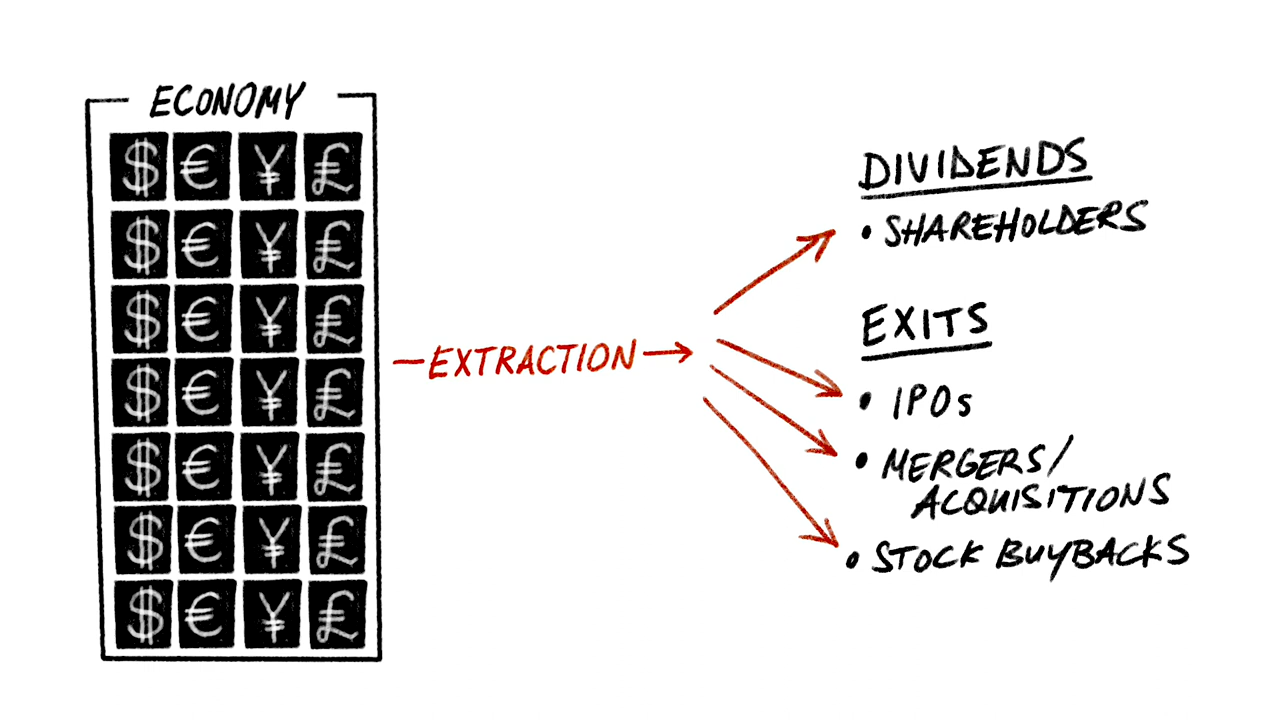 ECONOMY
$ € ¥ £
$ € ¥ £
$ € ¥ £
$ € ¥ £
$ € ¥ £
$ € ¥ £
$ € ¥ £
EXTRACTION
DIVIDENDS
• SHAREHOLDERS
EXITS
• IPOs
• MERGERS/
ACQUISITIONS
• STOCK BUYBACKS